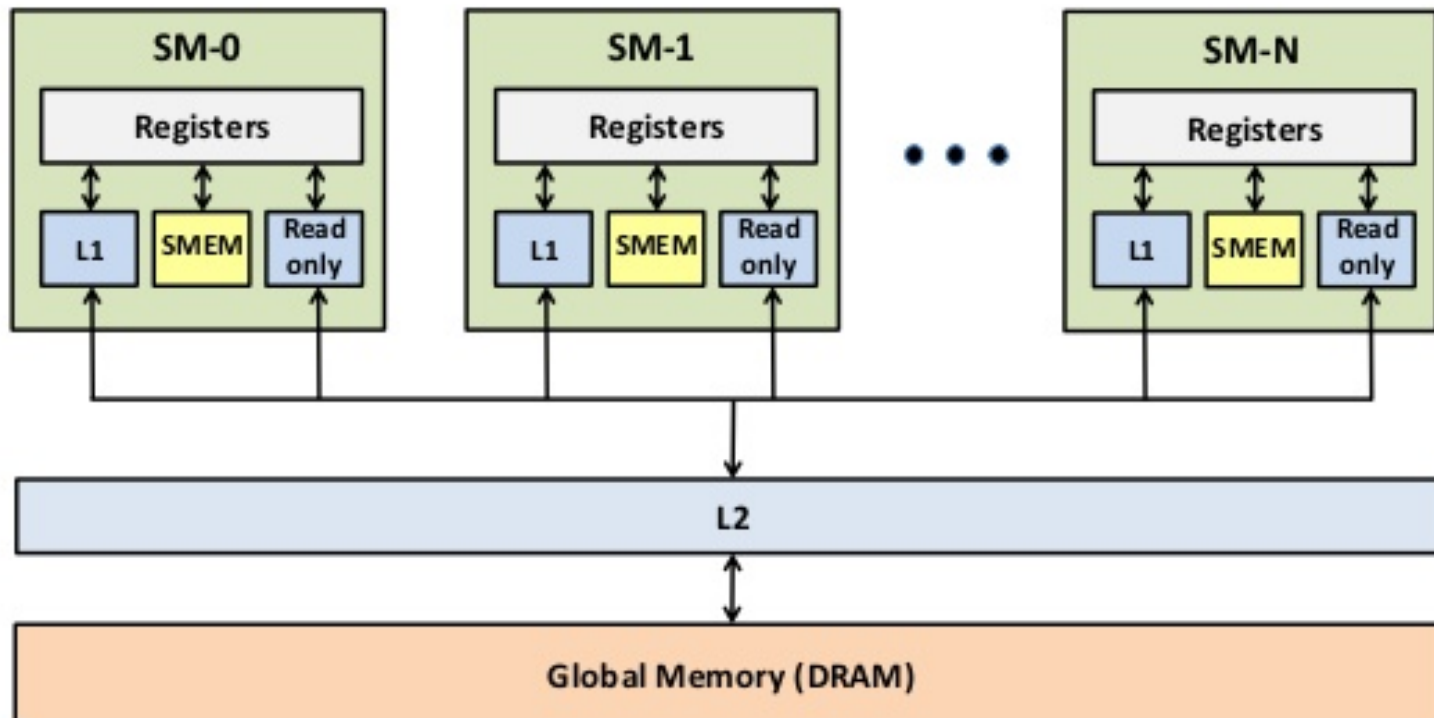 SM-0
Registers
L1
SMEM
Read
only
SM-1
Registers
L1
SMEM
Read
only
SM-N
Registers
L1
SMEM
Read
only
L2
Global Memory (DRAM)